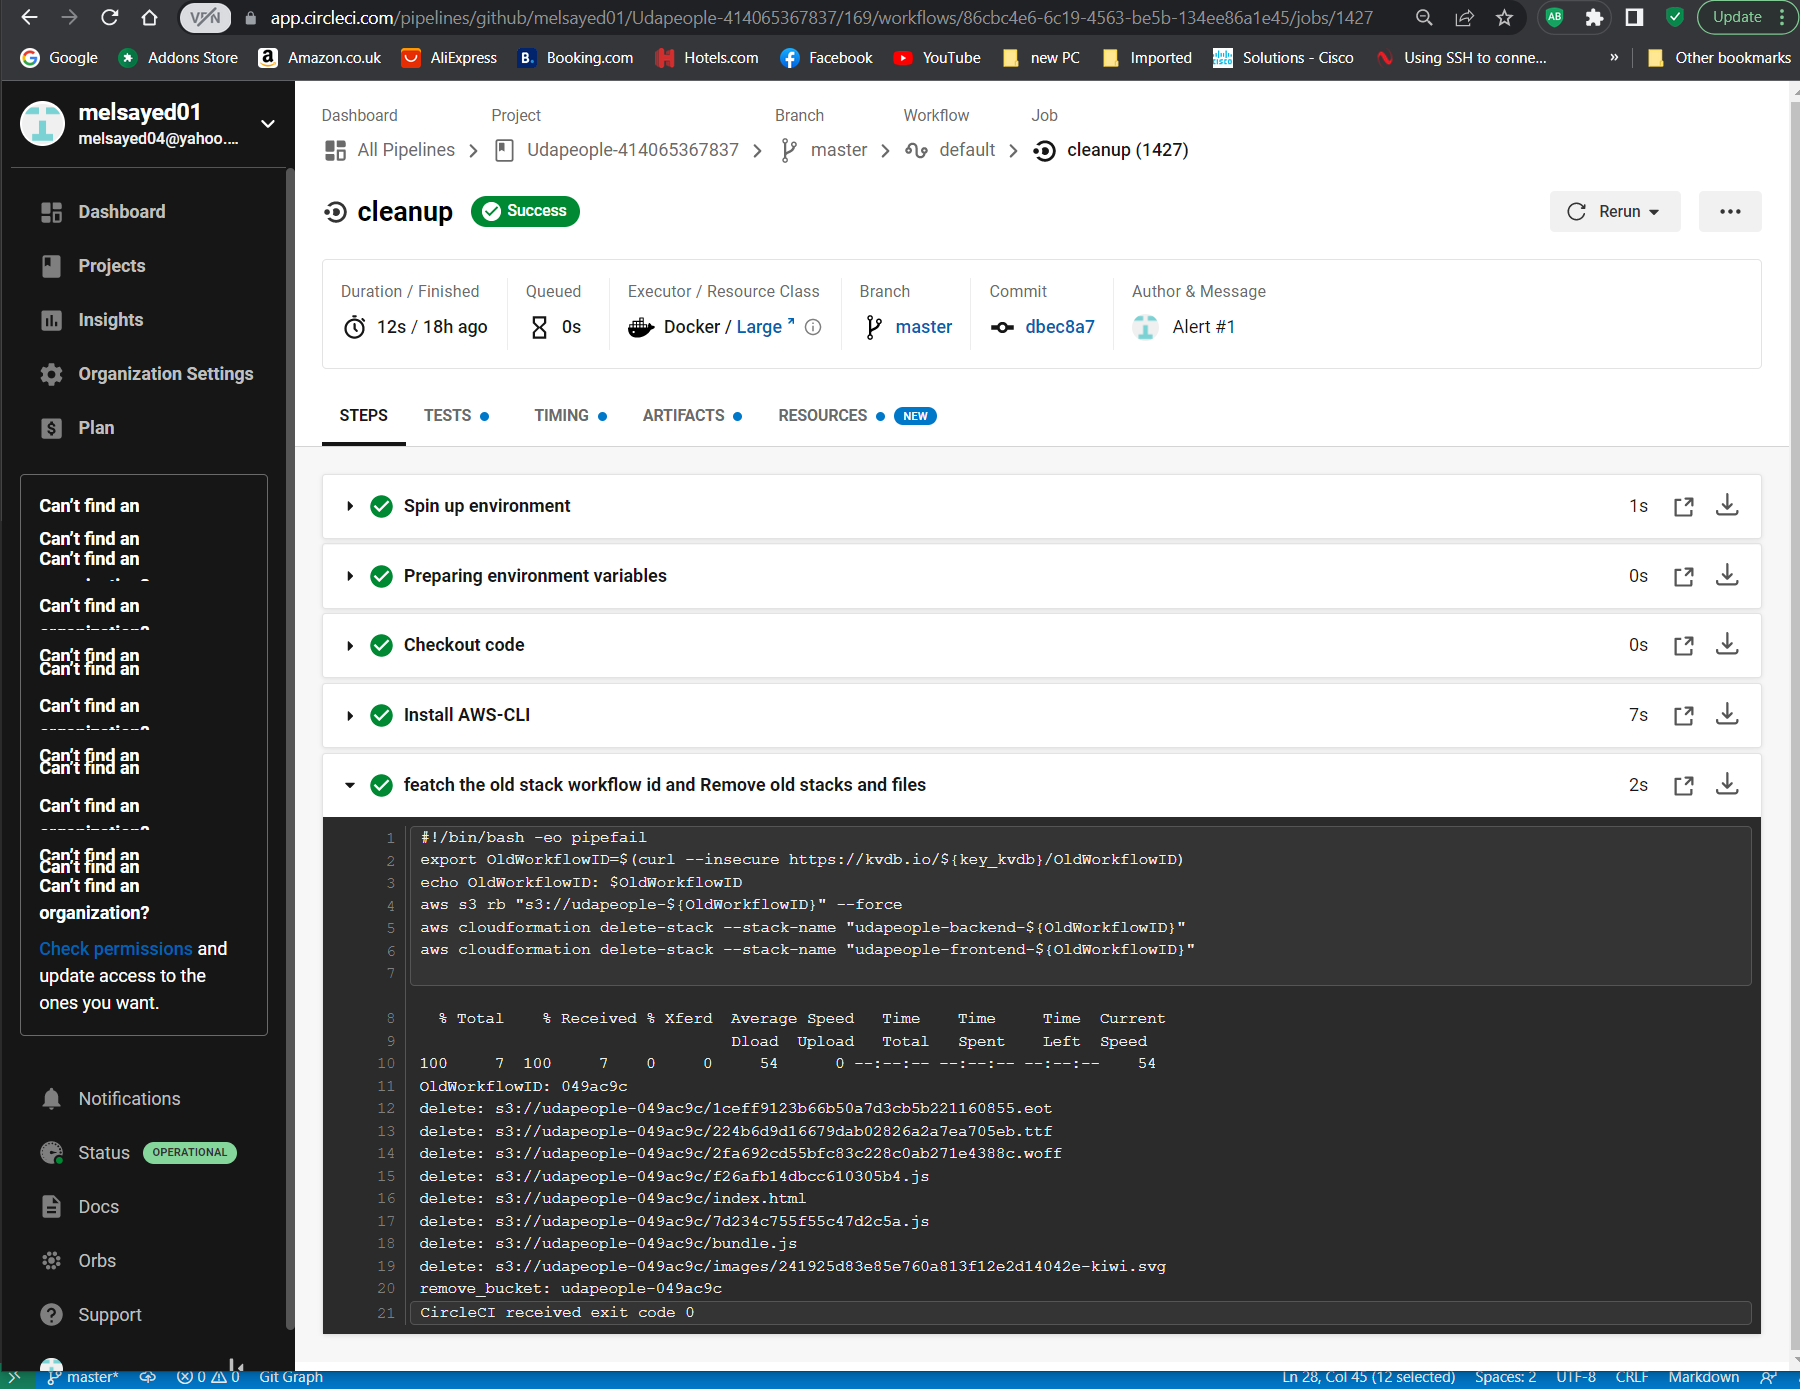 VPN
app.circleci.com/pipelines/github/melsayed01/Udapeople-414065367837/169/workflows/86cbc4e6-6c19-4563-be5b-134ee86a1e45/jobs/1427
AB
Update
Google
Addons Store
Amazon.co.uk
AliExpress
Booking.com
Hotels.com
Facebook
YouTube
new PC
Imported
Solutions - Cisco
Using SSH to conne...
»
Other bookmarks
melsayed01
melsayed04@yahoo....
Dashboard
Projects
Insights
Organization Settings
Plan
Can't find an
Can't find an
Can't find an
Can't find an
Can't find an
Can't find an
Can't find an
Can't find an
Can't find an
Can't find an
Can't find an
Can't find an
Can't find an
organization?
Check permissions and
update access to the
ones you want.
Notifications
Status OPERATIONAL
Docs
Orbs
Support
Dashboard
All Pipelines
Project
Udapeople-414065367837
Branch
master
Workflow
default
Job
cleanup (1427)
cleanup Success
Rerun
Duration / Finished
12s / 18h ago
Queued
0s
Executor / Resource Class
Docker / Large
Branch
master
Commit
dbec8a7
Author & Message
Alert #1
STEPS
TESTS
TIMING
ARTIFACTS
RESOURCES NEW
Spin up environment 1s
Preparing environment variables 0s
Checkout code 0s
Install AWS-CLI 7s
featch the old stack workflow id and Remove old stacks and files 2s
1 #!/bin/bash -eo pipefail
2 export OldWorkflowID=$(curl --insecure https://kvdb.io/${key_kvdb}/OldWorkflowID)
3 echo OldWorkflowID: $OldWorkflowID
4 aws s3 rb "s3://udapeople-${OldWorkflowID}" --force
5 aws cloudformation delete-stack --stack-name "udapeople-backend-${OldWorkflowID}"
6 aws cloudformation delete-stack --stack-name "udapeople-frontend-${OldWorkflowID}"
7
8 % Total % Received % Xferd Average Speed Time Time Time Current
9 Dload Upload Total Spent Left Speed
10 100 7 100 7 0 0 54 0 --:--:-- --:--:-- --:--:-- 54
11 OldWorkflowID: 049ac9c
12 delete: s3://udapeople-049ac9c/1ceff9123b66b50a7d3cb5b221160855.eot
13 delete: s3://udapeople-049ac9c/224b6d9d16679dab02826a2a7ea705eb.ttf
14 delete: s3://udapeople-049ac9c/2fa692cd55bfc83c228c0ab271e4388c.woff
15 delete: s3://udapeople-049ac9c/f26afb14dbcc610305b4.js
16 delete: s3://udapeople-049ac9c/index.html
17 delete: s3://udapeople-049ac9c/7d234c755f55c47d2c5a.js
18 delete: s3://udapeople-049ac9c/bundle.js
19 delete: s3://udapeople-049ac9c/images/241925d83e85e760a813f12e2d14042e-kiwi.svg
20 remove_bucket: udapeople-049ac9c
21 CircleCI received exit code 0
master* 0 0 Git Graph
Ln 28, Col 45 (12 selected) Spaces: 2 UTF-8 CRLF Markdown